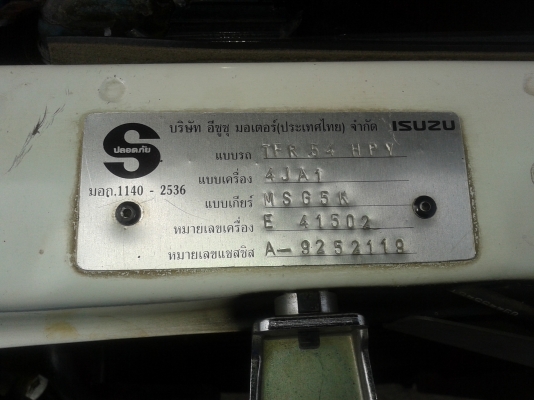 บริษัท อีซูซุ มอเตอร์(ประเทศไทย) จำกัด ISUZU
S
ปลอดภัย
แบบรถ TFR 54 HPY
แบบเครื่อง 4JA1
มอก.1140 - 2536
แบบเกียร์ MSG5K
หมายเลขเครื่อง E 41502
หมายเลขแชสซิส A-9252119